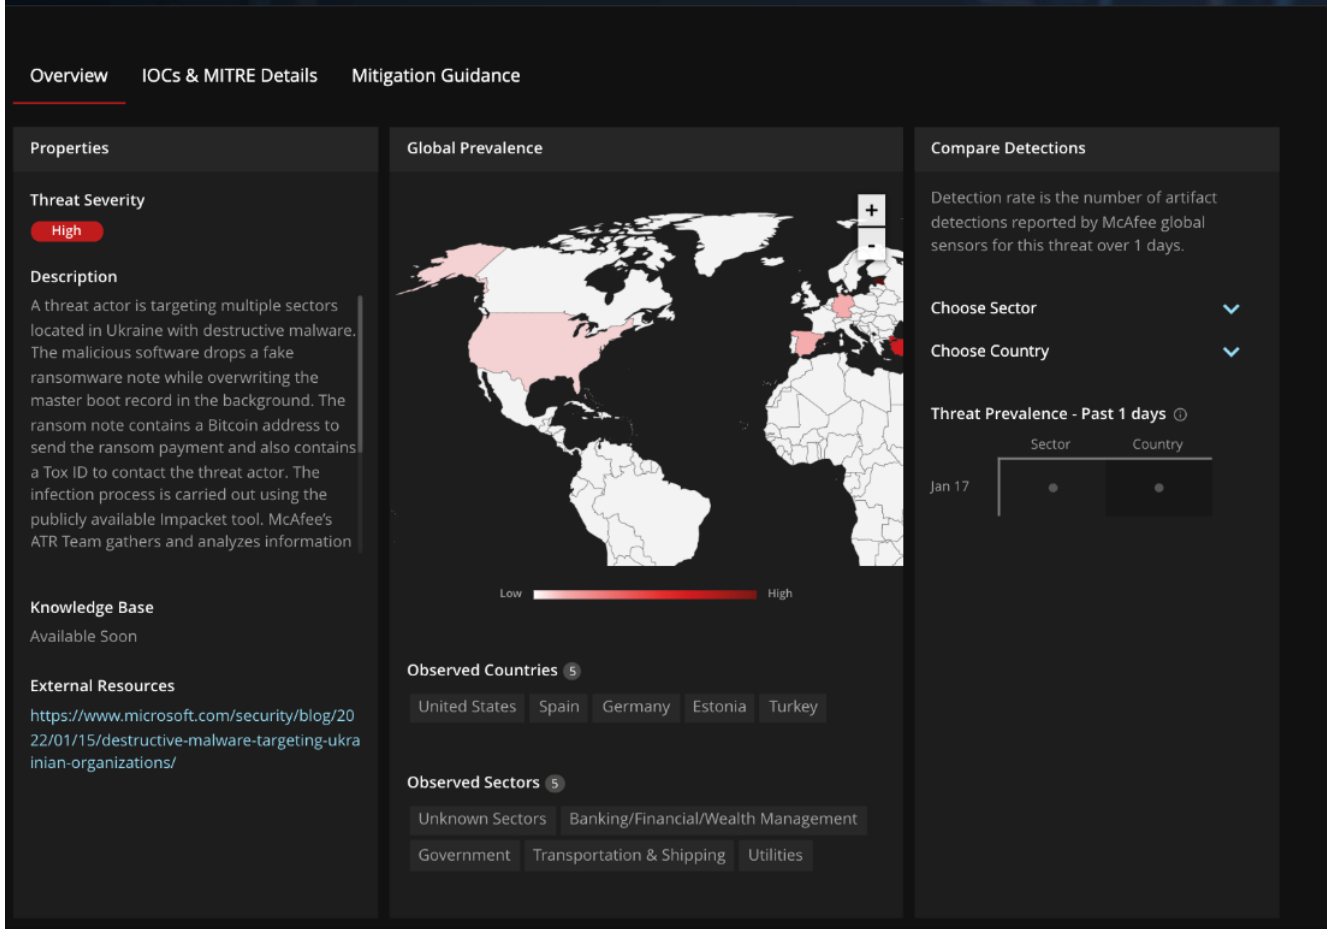 Overview
IOCs & MITRE Details
Mitigation Guidance
Properties
Threat Severity
High
Description
A threat actor is targeting multiple sectors
located in Ukraine with destructive malware.
The malicious software drops a fake
ransomware note while overwriting the
master boot record in the background. The
ransom note contains a Bitcoin address to
send the ransom payment and also contains
a Tox ID to contact the threat actor. The
infection process is carried out using the
publicly available Impacket tool. McAfee's
ATR Team gathers and analyzes information
Knowledge Base
Available Soon
External Resources
https://www.microsoft.com/security/blog/20
22/01/15/destructive-malware-targeting-ukra
inian-organizations/
Global Prevalence
+
-
Low
High
Observed Countries 5
United States
Spain
Germany
Estonia
Turkey
Observed Sectors 5
Unknown Sectors
Banking/Financial/Wealth Management
Government
Transportation & Shipping
Utilities
Compare Detections
Detection rate is the number of artifact
detections reported by McAfee global
sensors for this threat over 1 days.
Choose Sector
Choose Country
Threat Prevalence - Past 1 days
Sector
Country
Jan 17